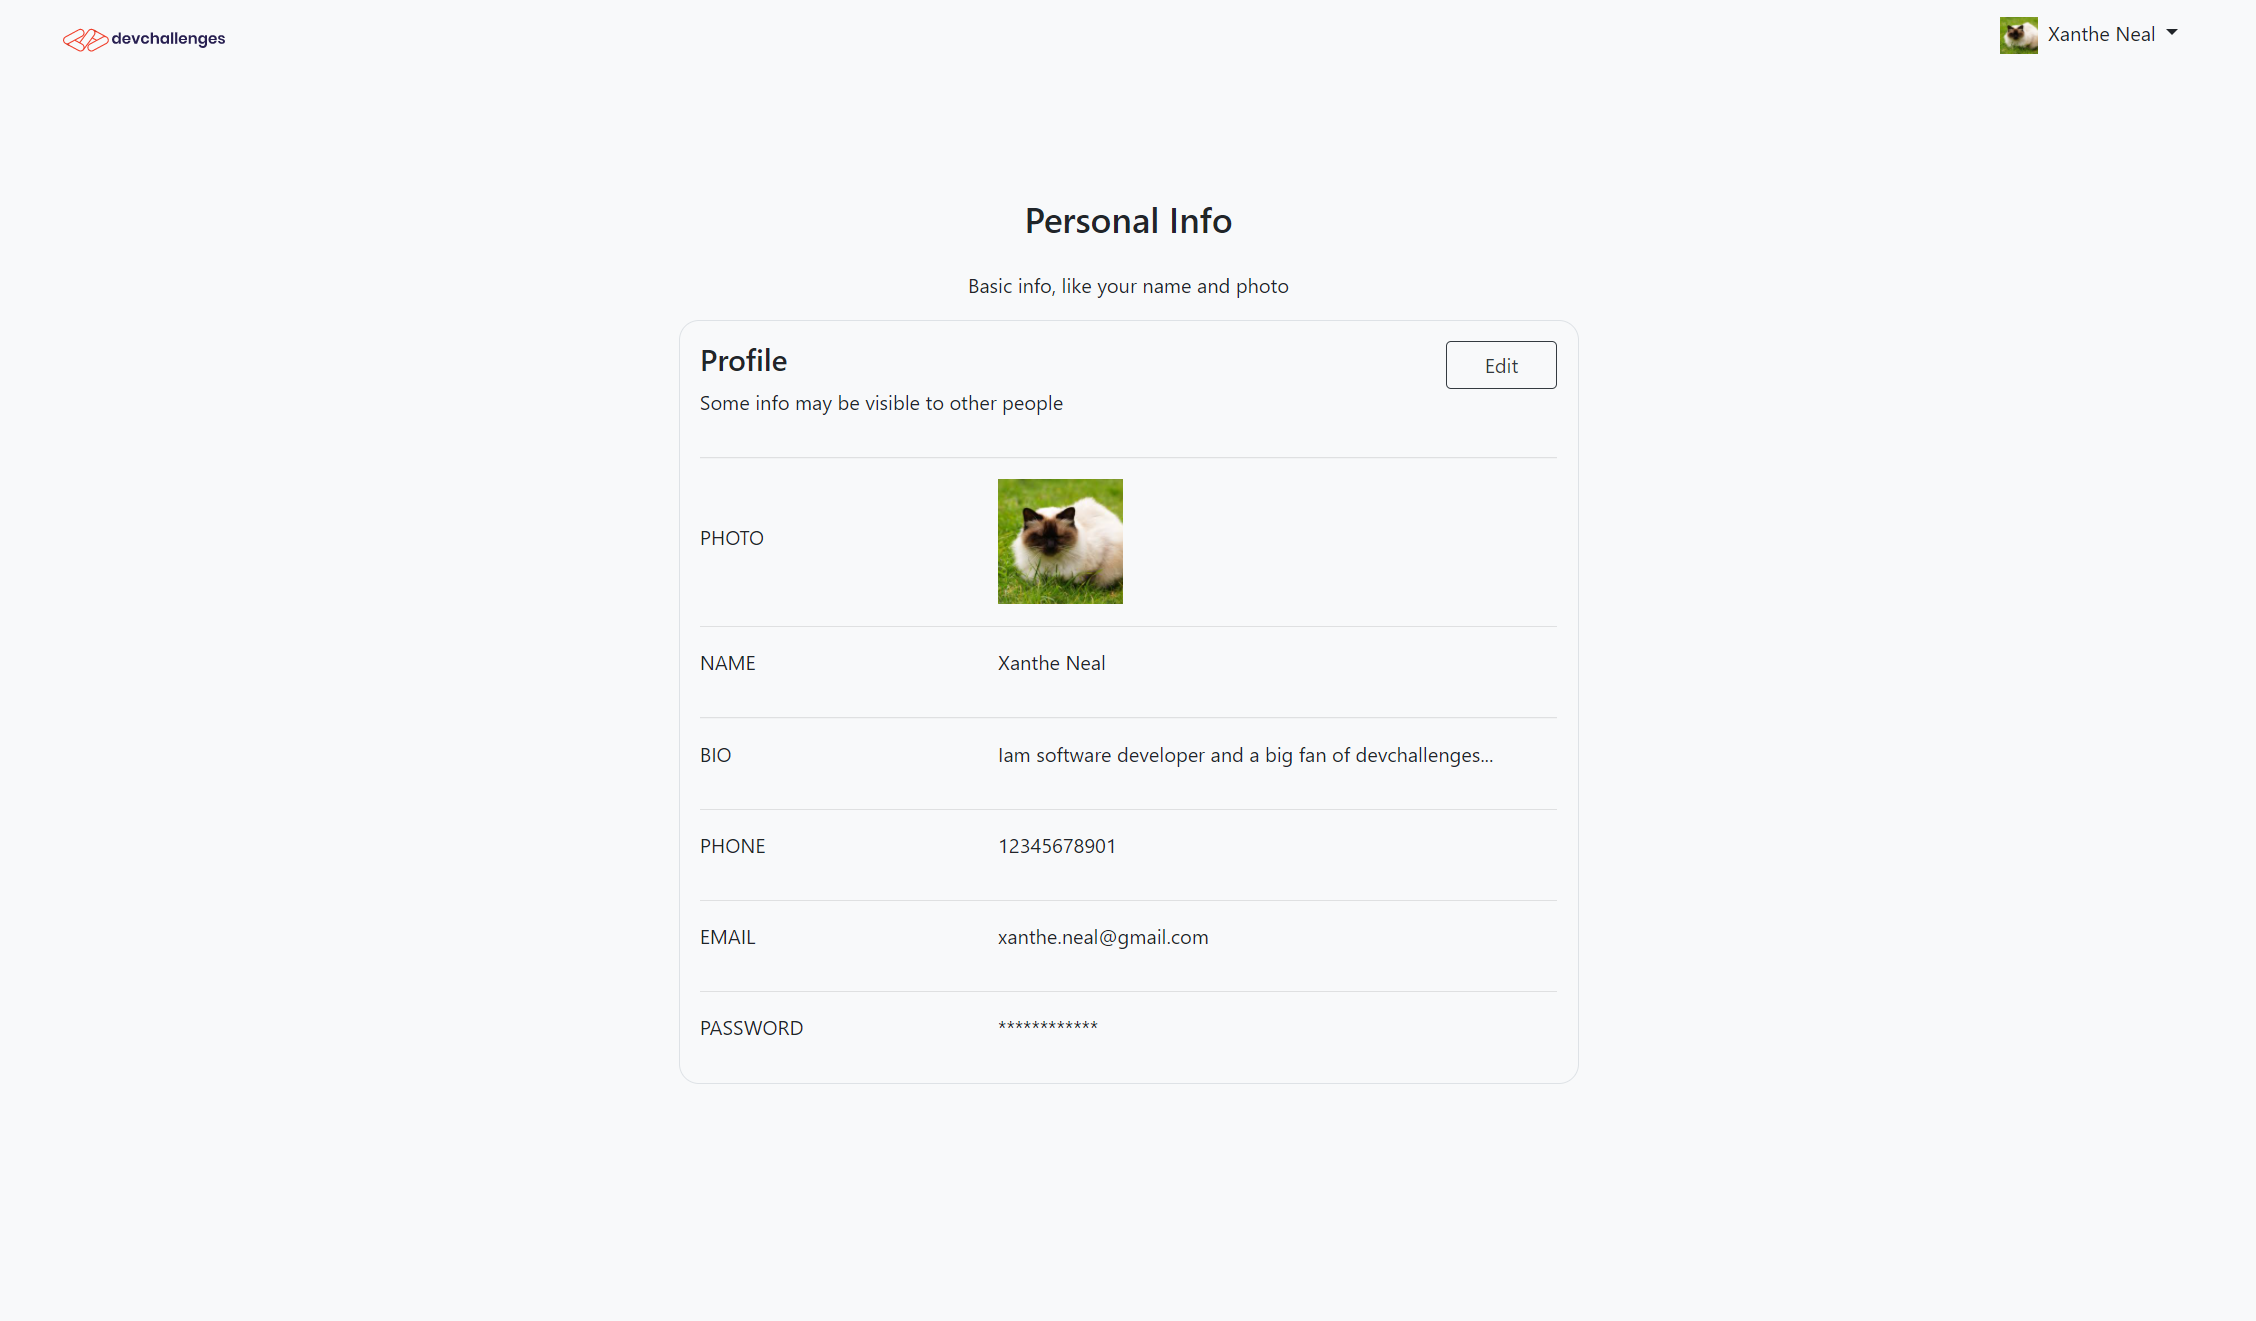 devchallenges
Xanthe Neal
Personal Info
Basic info, like your name and photo
Profile
Edit
Some info may be visible to other people
PHOTO
NAME
Xanthe Neal
BIO
Iam software developer and a big fan of devchallenges...
PHONE
12345678901
EMAIL
xanthe.neal@gmail.com
PASSWORD
************